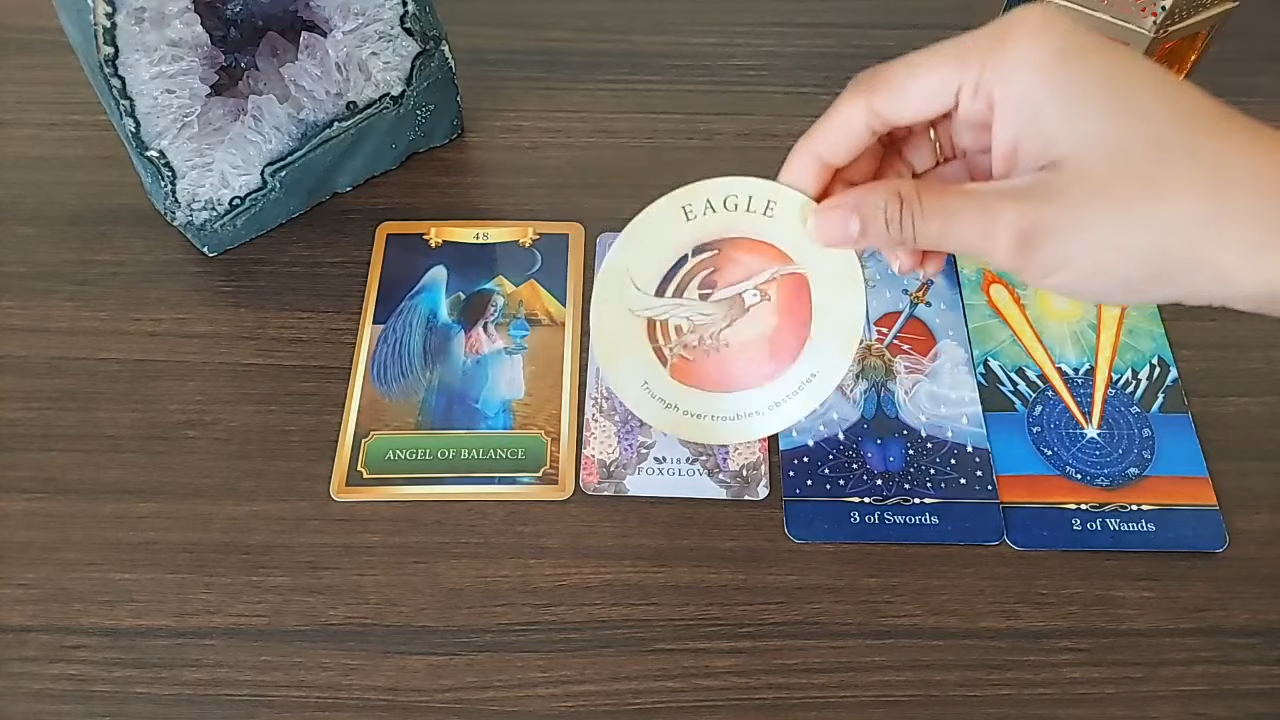 48
ANGEL OF BALANCE
EAGLE
Triumph over troubles, obstacles.
18
FOXGLOVE
3 of Swords
2 of Wands